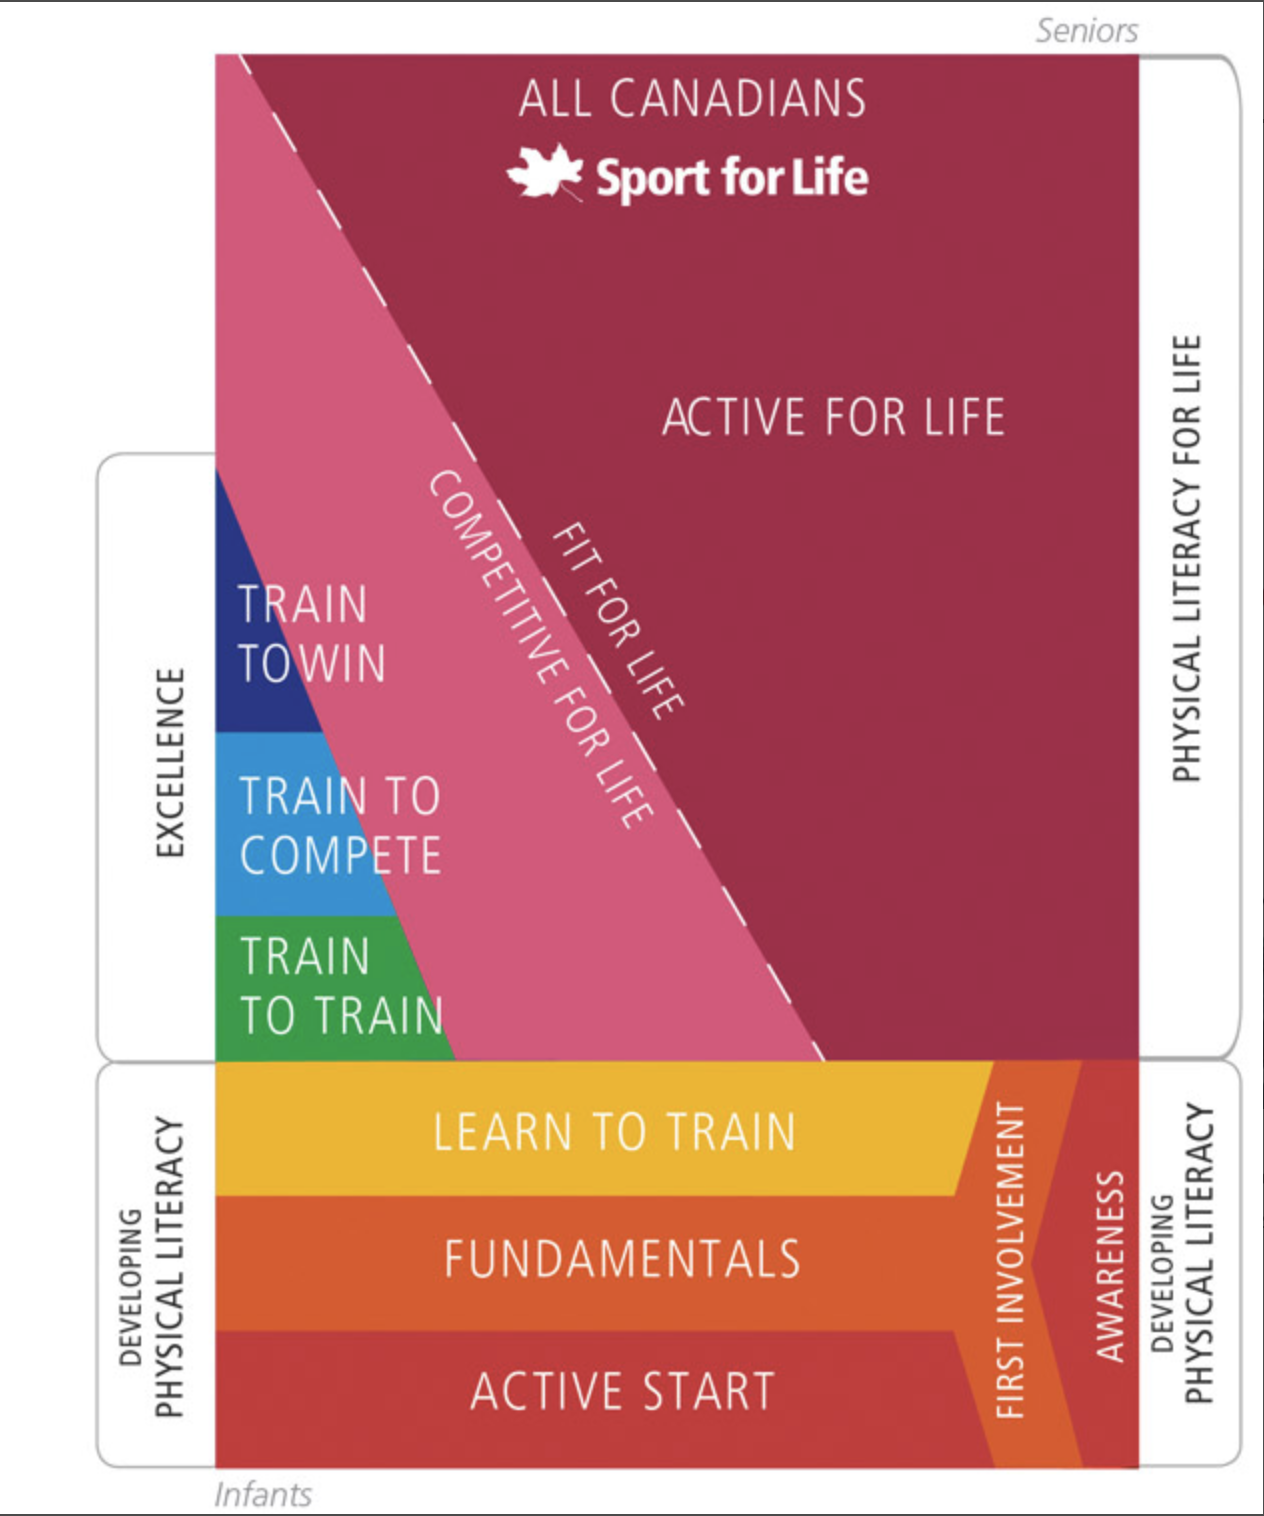 Seniors
ALL CANADIANS
Sport for Life
ACTIVE FOR LIFE
PHYSICAL LITERACY FOR LIFE
COMPETITIVE FOR LIFE
FIT FOR LIFE
EXCELLENCE
TRAIN
TO WIN
TRAIN TO
COMPETE
TRAIN
TO TRAIN
DEVELOPING
PHYSICAL LITERACY
LEARN TO TRAIN
FUNDAMENTALS
ACTIVE START
FIRST INVOLVEMENT
AWARENESS
DEVELOPING
PHYSICAL LITERACY
Infants